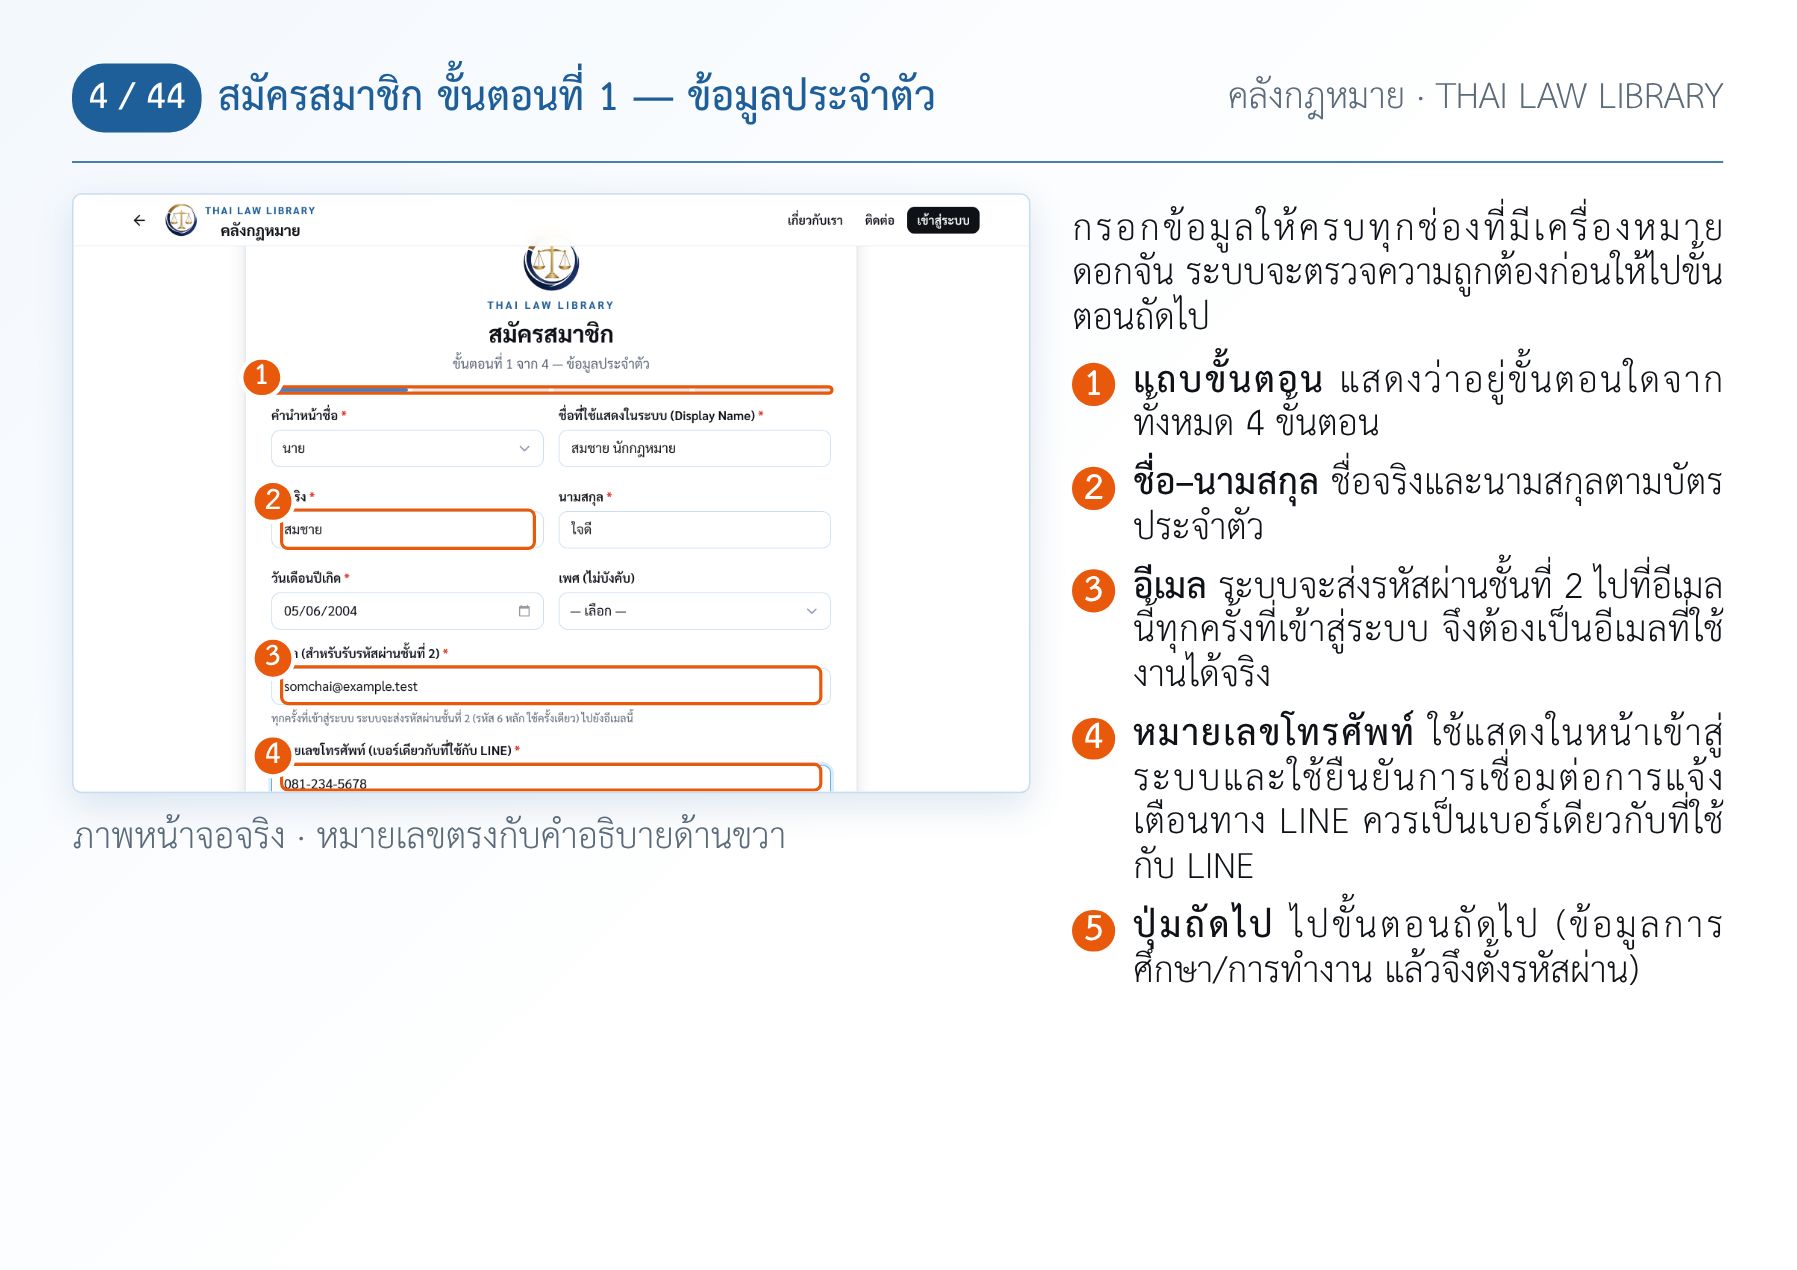 4 / 44 สมัครสมาชิก ขั้นตอนที่ 1 — ข้อมูลประจำตัว
คลังกฎหมาย · THAI LAW LIBRARY
THAI LAW LIBRARY
คลังกฎหมาย
เกี่ยวกับเรา ติดต่อ เข้าสู่ระบบ
THAI LAW LIBRARY
สมัครสมาชิก
ขั้นตอนที่ 1 จาก 4 — ข้อมูลประจำตัว
1
คำนำหน้าชื่อ * ชื่อที่ใช้แสดงในระบบ (Display Name) *
นาย สมชาย นักกฎหมาย
2 ริง * นามสกุล *
สมชาย ใจดี
วันเดือนปีเกิด * เพศ (ไม่บังคับ)
05/06/2004 — เลือก —
3 (สำหรับรับรหัสผ่านชั้นที่ 2) *
somchai@example.test
ทุกครั้งที่เข้าสู่ระบบ ระบบจะส่งรหัสผ่านชั้นที่ 2 (รหัส 6 หลัก ใช้ครั้งเดียว) ไปยังอีเมลนี้
4 ยเลขโทรศัพท์ (เบอร์เดียวกับที่ใช้กับ LINE) *
081-234-5678
ภาพหน้าจอจริง · หมายเลขตรงกับคำอธิบายด้านขวา
กรอกข้อมูลให้ครบทุกช่องที่มีเครื่องหมาย
ดอกจัน ระบบจะตรวจความถูกต้องก่อนให้ไปขั้น
ตอนถัดไป
1 แถบขั้นตอน แสดงว่าอยู่ขั้นตอนใดจาก
ทั้งหมด 4 ขั้นตอน
2 ชื่อ–นามสกุล ชื่อจริงและนามสกุลตามบัตร
ประจำตัว
3 อีเมล ระบบจะส่งรหัสผ่านชั้นที่ 2 ไปที่อีเมล
นี้ทุกครั้งที่เข้าสู่ระบบ จึงต้องเป็นอีเมลที่ใช้
งานได้จริง
4 หมายเลขโทรศัพท์ ใช้แสดงในหน้าเข้าสู่
ระบบและใช้ยืนยันการเชื่อมต่อการแจ้ง
เตือนทาง LINE ควรเป็นเบอร์เดียวกับที่ใช้
กับ LINE
5 ปุ่มถัดไป ไปขั้นตอนถัดไป (ข้อมูลการ
ศึกษา/การทำงาน แล้วจึงตั้งรหัสผ่าน)